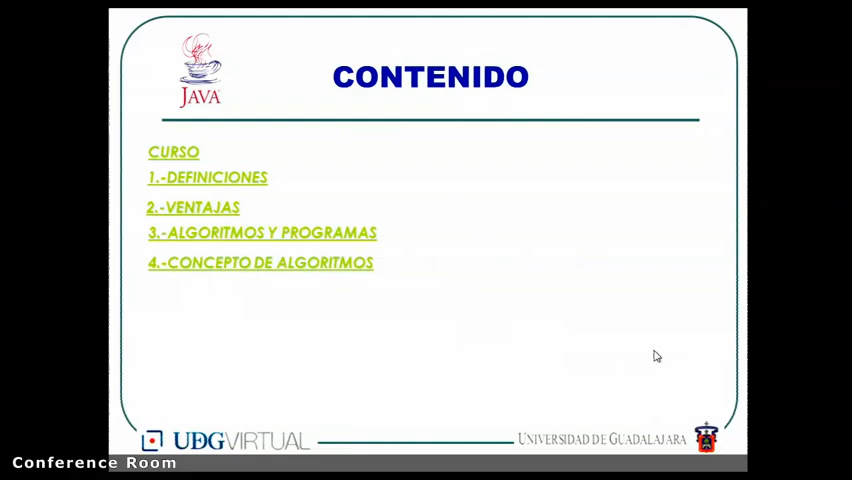 JAVA
CONTENIDO
CURSO
1.-DEFINICIONES
2.-VENTAJAS
3.-ALGORITMOS Y PROGRAMAS
4.-CONCEPTO DE ALGORITMOS
UDGVIRTUAL
UNIVERSIDAD DE GUADALAJARA
Conference Room